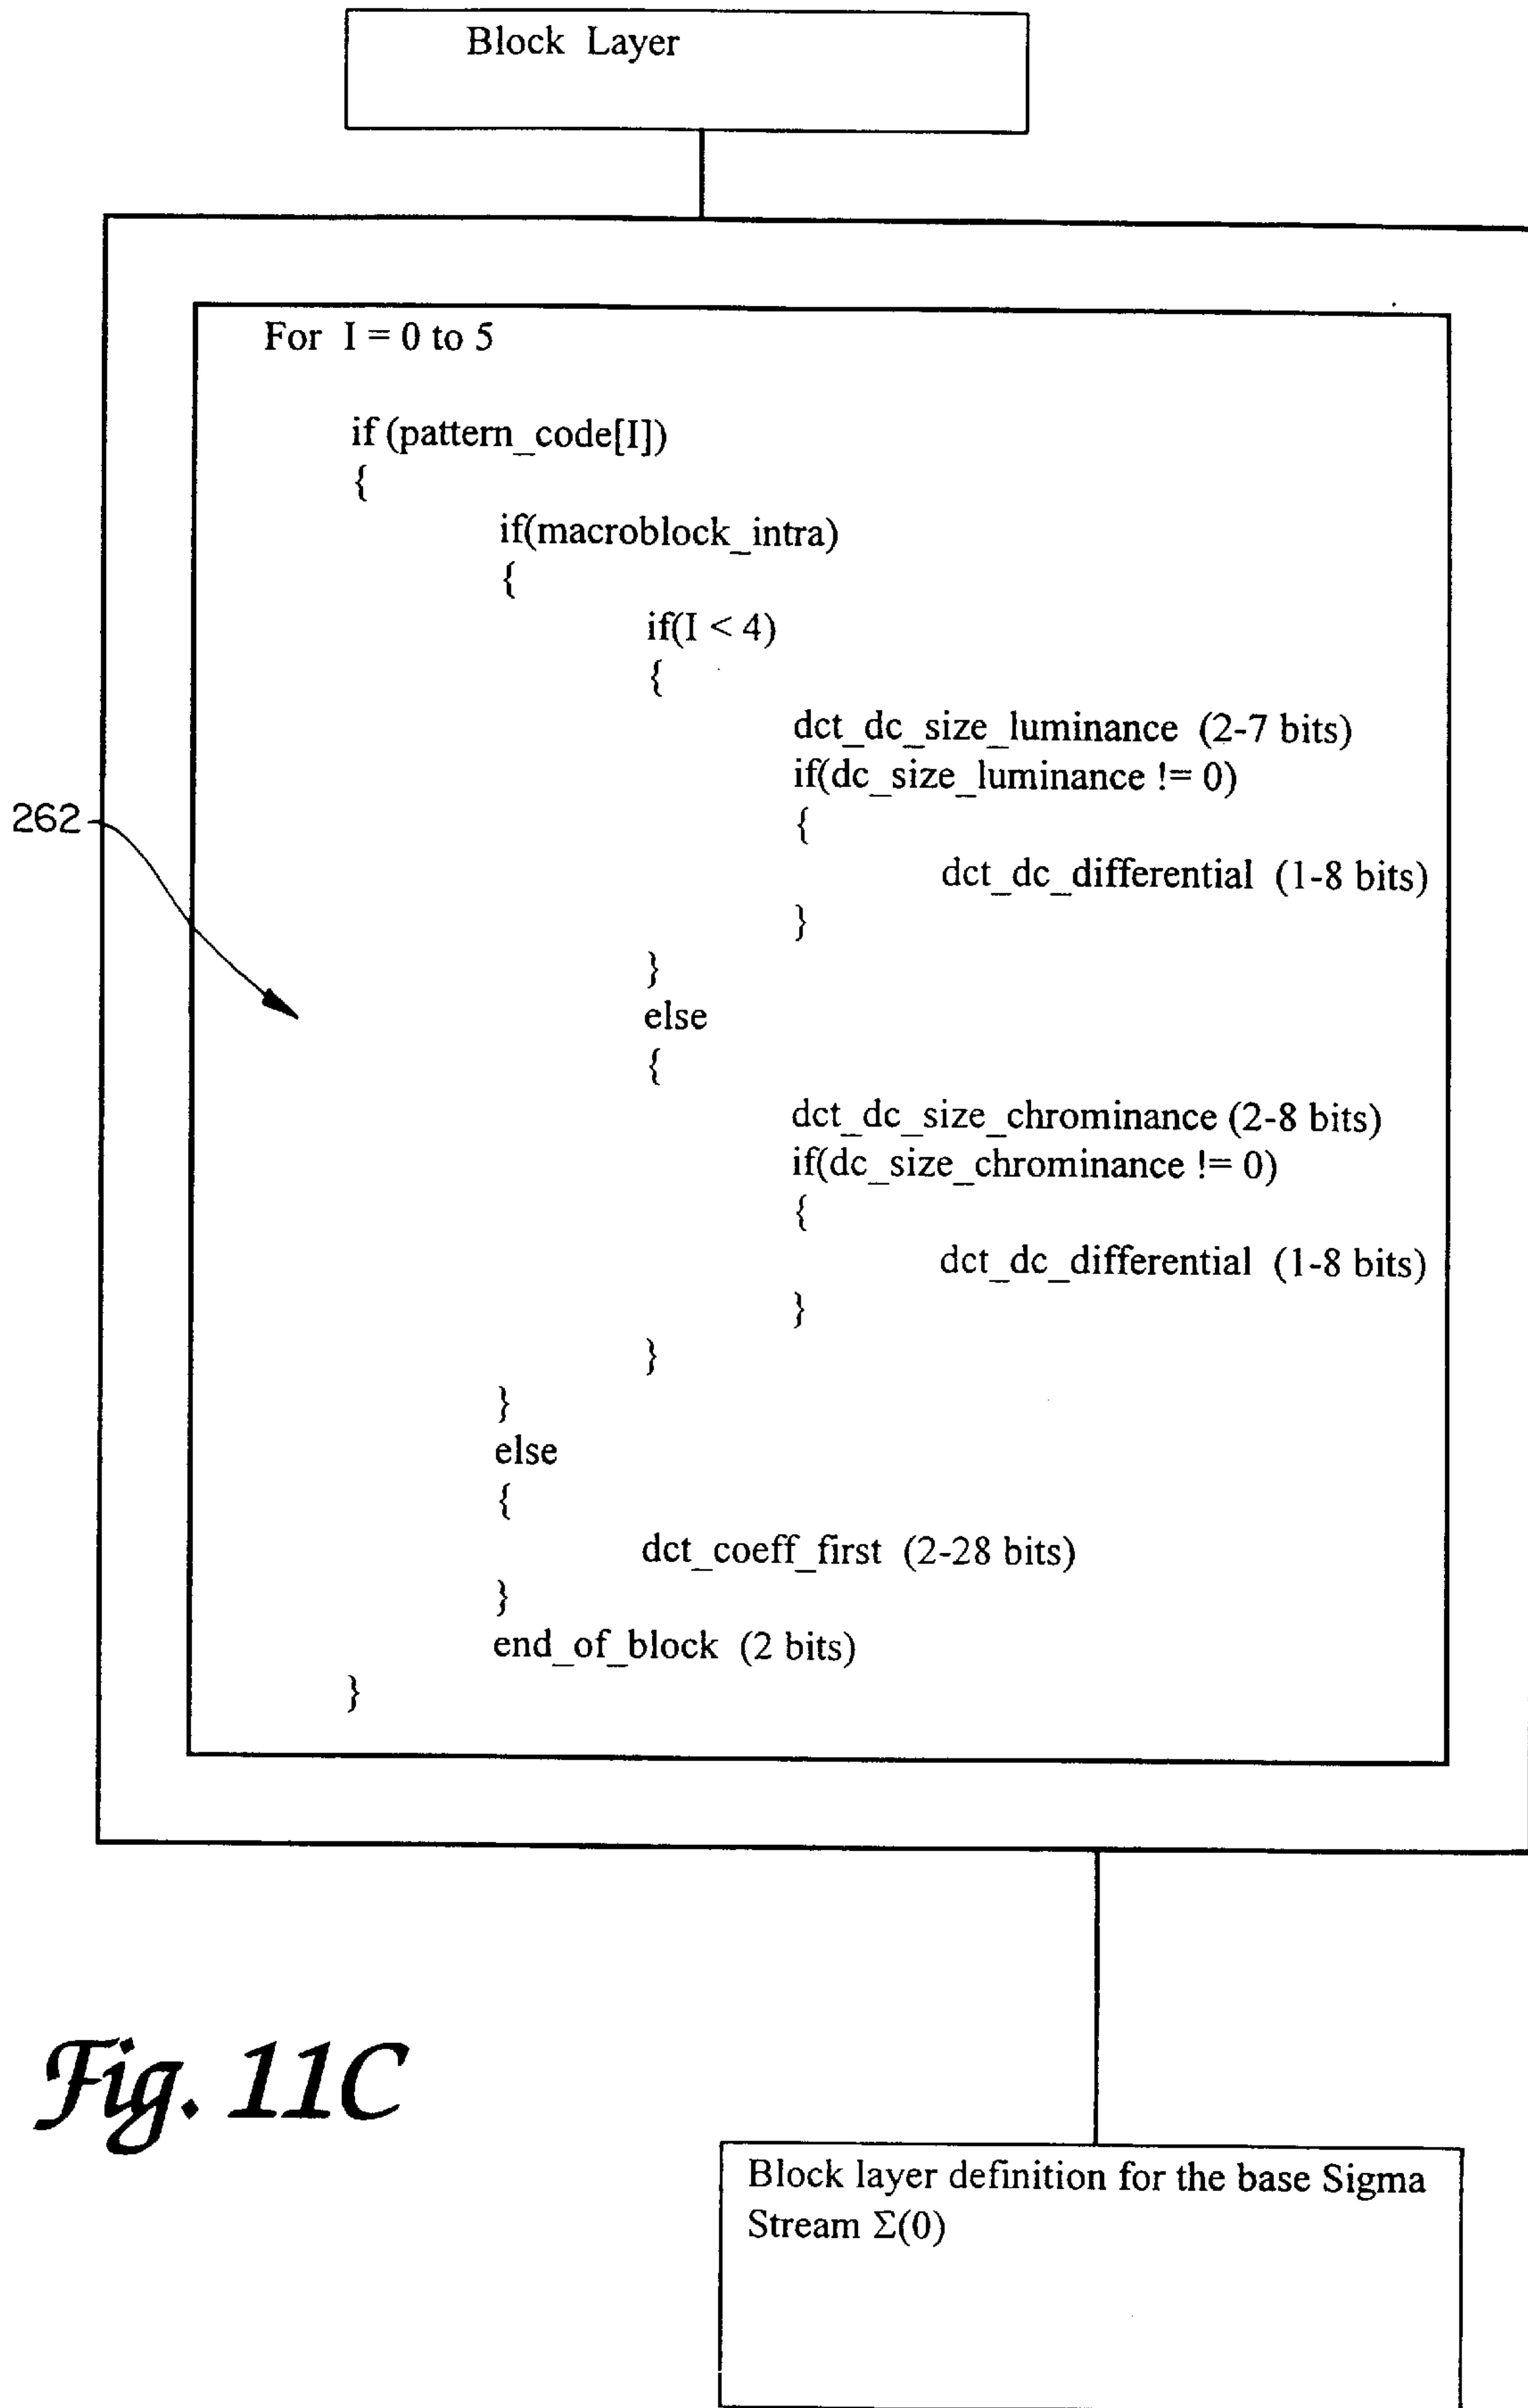 Block Layer
For I = 0 to 5
if (pattern_code[I])
{
if(macroblock_intra)
{
if(I < 4)
{
dct_dc_size_luminance (2-7 bits)
if(dc_size_luminance != 0)
{
dct_dc_differential (1-8 bits)
}
}
else
{
dct_dc_size_chrominance (2-8 bits)
if(dc_size_chrominance != 0)
{
dct_dc_differential (1-8 bits)
}
}
}
else
{
dct_coeff_first (2-28 bits)
}
end_of_block (2 bits)
}
262
Fig. 11C
Block layer definition for the base Sigma
Stream Σ(0)